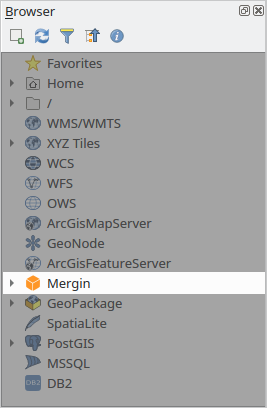 Browser
Favorites
Home
/
WMS/WMTS
XYZ Tiles
WCS
WFS
OWS
ArcGisMapServer
GeoNode
ArcGisFeatureServer
Mergin
GeoPackage
SpatiaLite
PostGIS
MSSQL
DB2 DB2